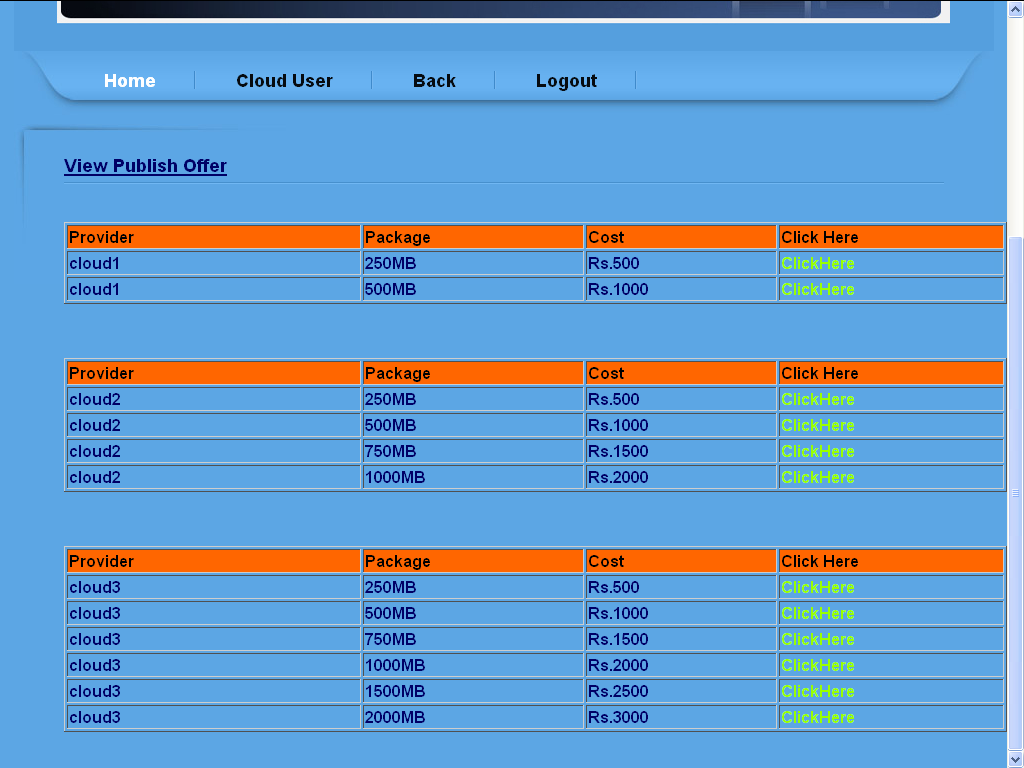 Home Cloud User Back Logout
View Publish Offer
Provider Package Cost Click Here
cloud1 250MB Rs.500 ClickHere
cloud1 500MB Rs.1000 ClickHere
Provider Package Cost Click Here
cloud2 250MB Rs.500 ClickHere
cloud2 500MB Rs.1000 ClickHere
cloud2 750MB Rs.1500 ClickHere
cloud2 1000MB Rs.2000 ClickHere
Provider Package Cost Click Here
cloud3 250MB Rs.500 ClickHere
cloud3 500MB Rs.1000 ClickHere
cloud3 750MB Rs.1500 ClickHere
cloud3 1000MB Rs.2000 ClickHere
cloud3 1500MB Rs.2500 ClickHere
cloud3 2000MB Rs.3000 ClickHere